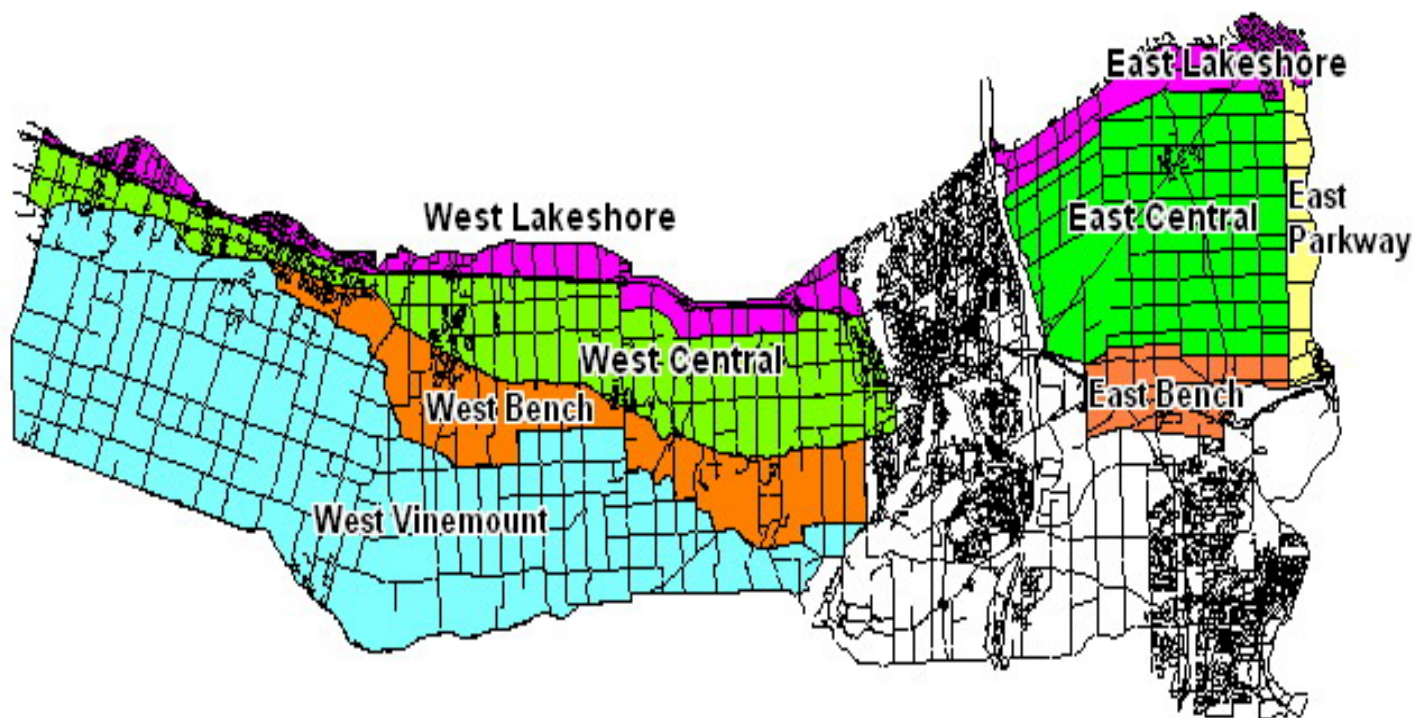 East Lakeshore
East
Parkway
West Lakeshore
East Central
West Central
West Bench
East Bench
West Vinemount